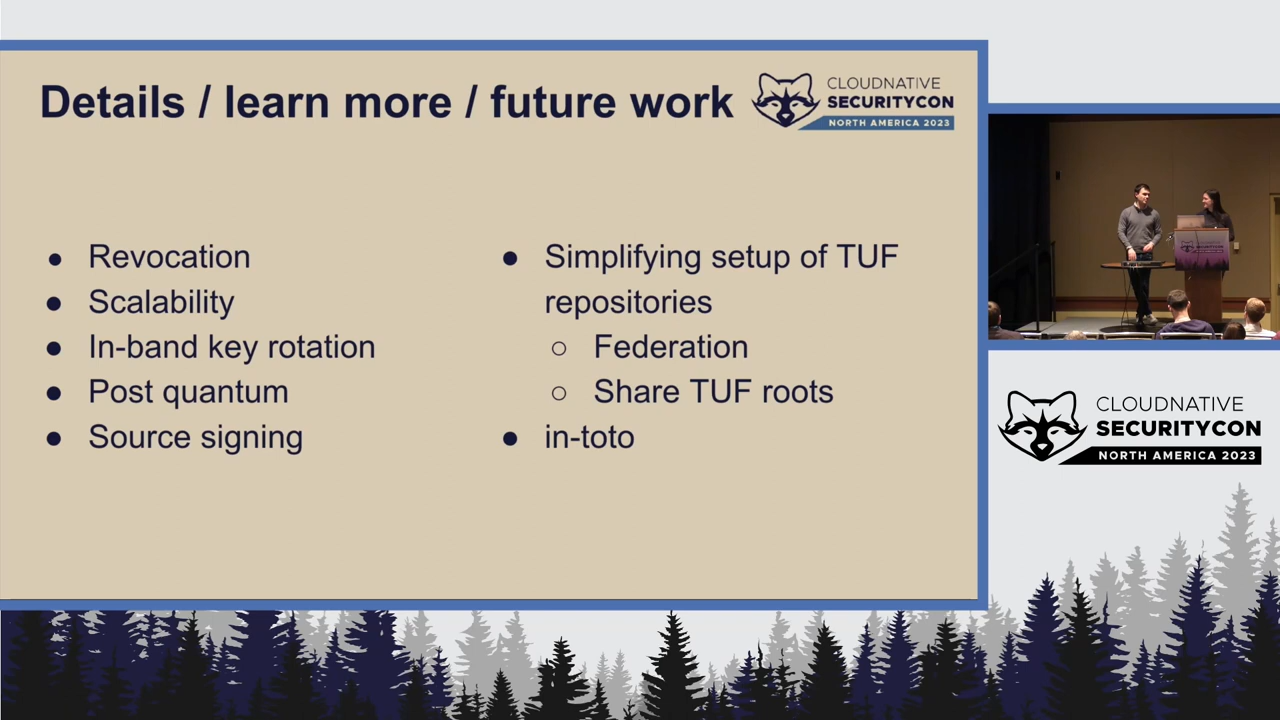 Details / learn more / future work
CLOUDNATIVE
SECURITYCON
NORTH AMERICA 2023
● Revocation
● Scalability
● In-band key rotation
● Post quantum
● Source signing
● Simplifying setup of TUF
repositories
○ Federation
○ Share TUF roots
● in-toto
CLOUDNATIVE
SECURITYCON
NORTH AMERICA 2023